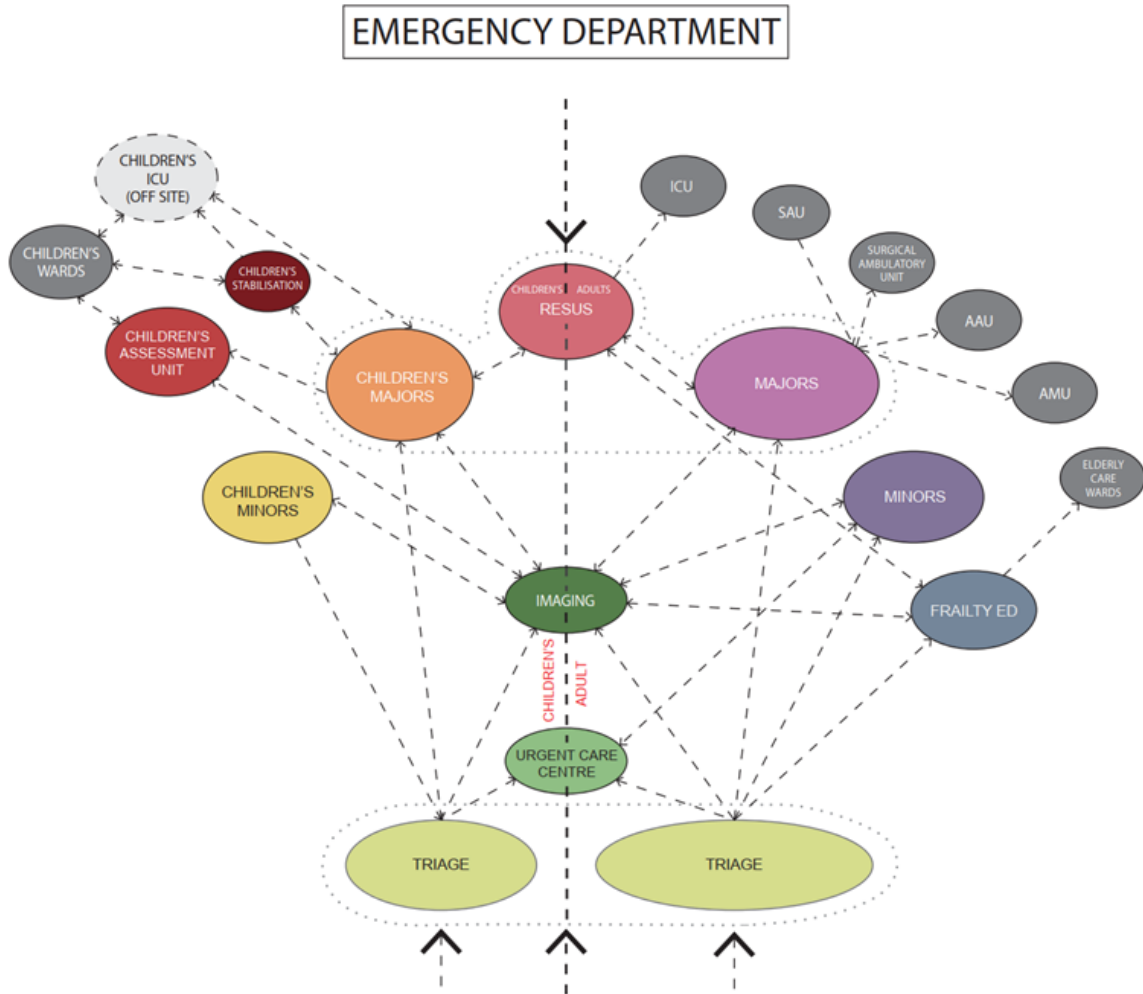 EMERGENCY DEPARTMENT
CHILDREN'S
ICU
(OFF SITE)
ICU
SAU
CHILDREN'S
WARDS
CHILDREN'S
STABILISATION
SURGICAL
AMBULATORY
UNIT
CHILDREN'S ADULTS
RESUS
AAU
CHILDREN'S
ASSESSMENT
UNIT
CHILDREN'S
MAJORS
MAJORS
AMU
CHILDREN'S
MINORS
MINORS
ELDERLY
CARE
WARDS
IMAGING
FRAILTY ED
CHILDREN'S
ADULT
URGENT CARE
CENTRE
TRIAGE
TRIAGE